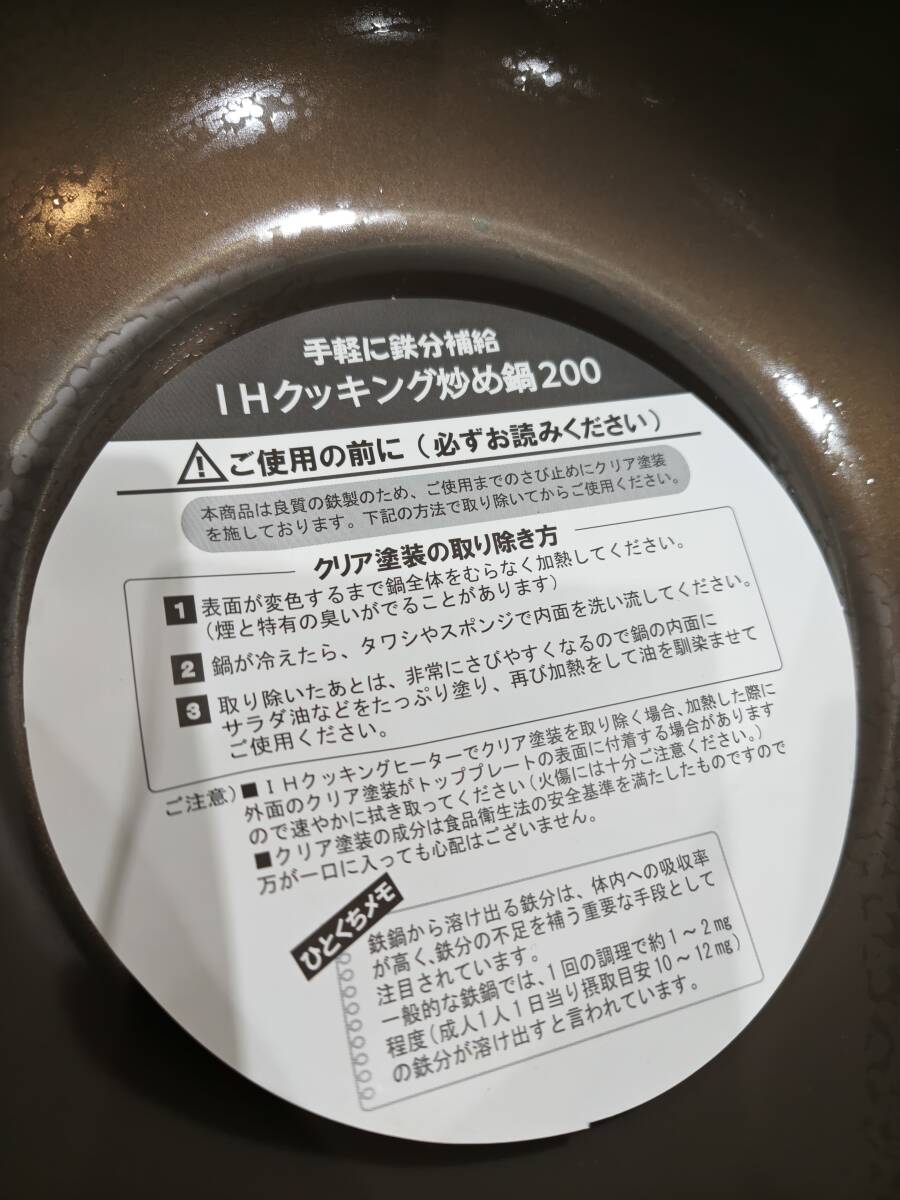 手軽に鉄分補給
IHクッキング炒め鍋200
ご使用の前に（必ずお読みください）
本商品は良質の鉄製のため、ご使用までのさび止めにクリア塗装
を施しております。下記の方法で取り除いてからご使用ください。
クリア塗装の取り除き方
1 表面が変色するまで鍋全体をむらなく加熱してください。
（煙と特有の臭いがでることがあります）
2 鍋が冷えたら、タワシやスポンジで内面を洗い流してください。
3 取り除いたあとは、非常にさびやすくなるので鍋の内面に
サラダ油などをたっぷり塗り、再び加熱をして油を馴染ませて
ご使用ください。
ご注意）■IHクッキングヒーターでクリア塗装を取り除く場合、加熱した際に
外面のクリア塗装がトッププレートの表面に付着する場合があります
ので速やかに拭き取ってください（火傷には十分ご注意ください。）
■クリア塗装の成分は食品衛生法の安全基準を満たしたものですので
万が一口に入っても心配はございません。
ひとくちメモ
鉄鍋から溶け出る鉄分は、体内への吸収率
が高く、鉄分の不足を補う重要な手段として
注目されています。
一般的な鉄鍋では、1回の調理で約1～2mg
程度（成人1人1日当り摂取目安10～12mg）
の鉄分が溶け出すと言われています。